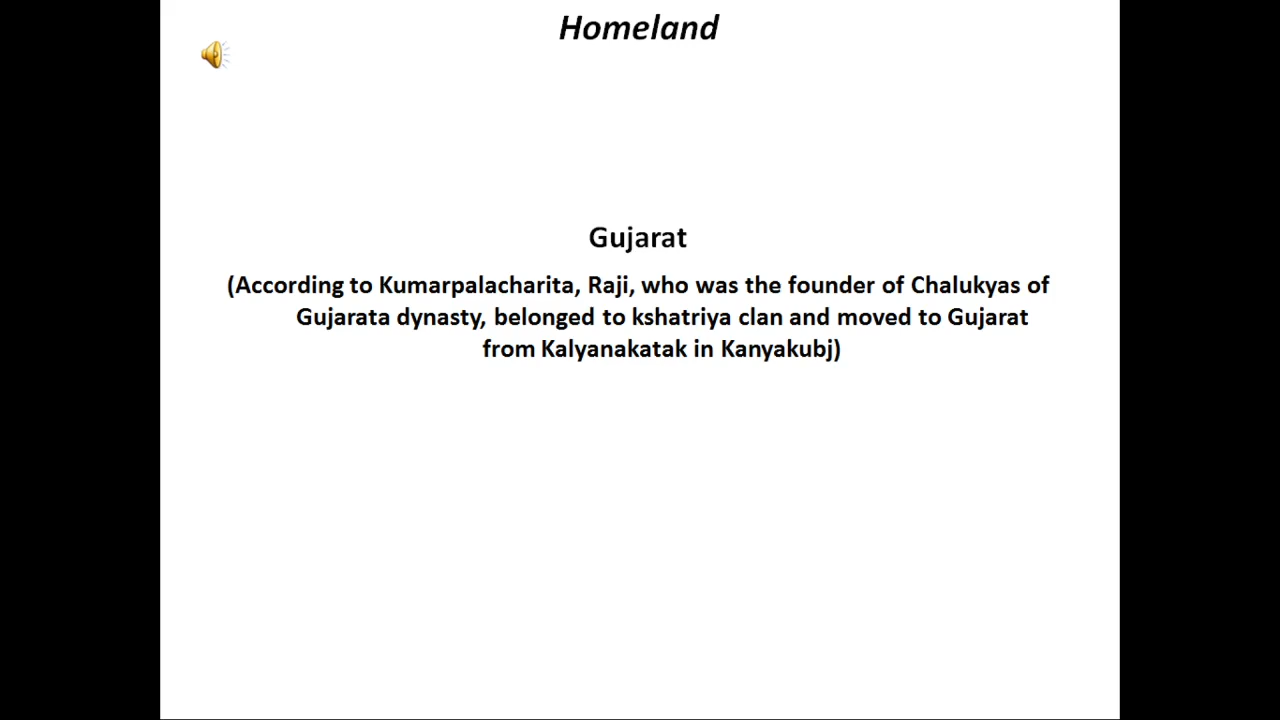 Homeland
Gujarat
(According to Kumarpalacharita, Raji, who was the founder of Chalukyas of
Gujarata dynasty, belonged to kshatriya clan and moved to Gujarat
from Kalyanakatak in Kanyakubj)